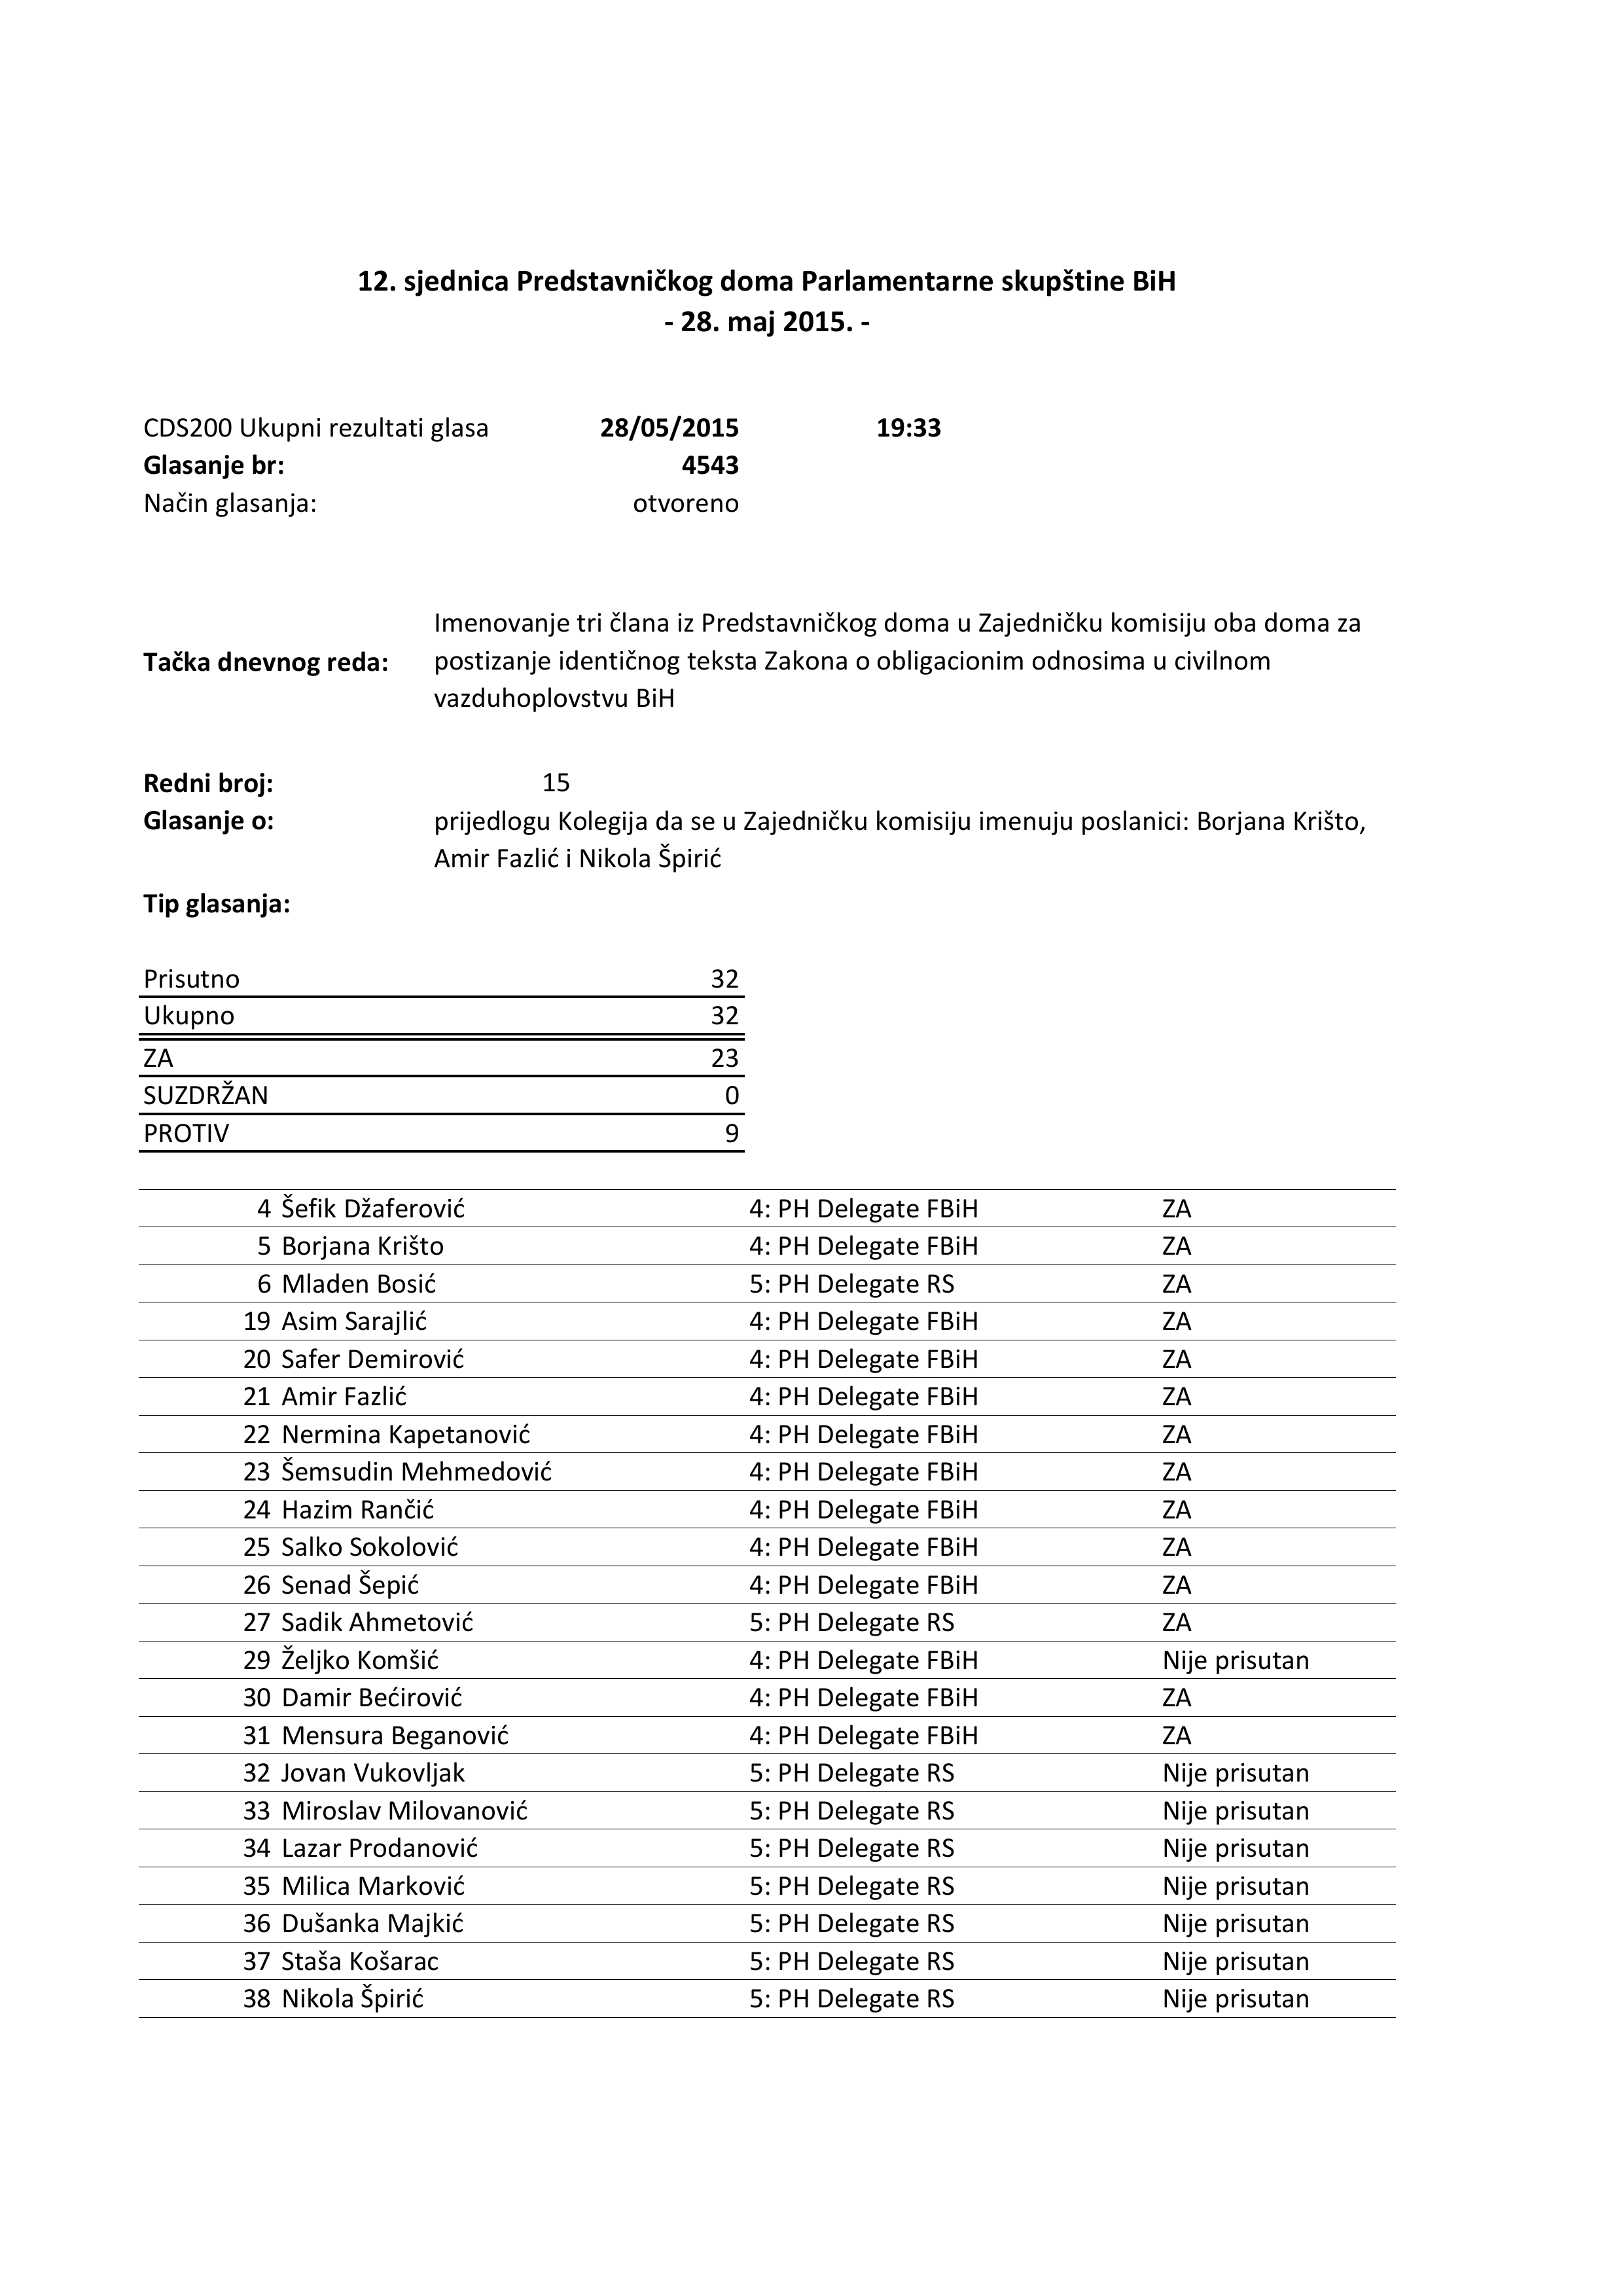 12. sjednica Predstavničkog doma Parlamentarne skupštine BiH
- 28. maj 2015. -
CDS200 Ukupni rezultati glasa 28/05/2015 19:33
Glasanje br: 4543
Način glasanja: otvoreno
Tačka dnevnog reda: Imenovanje tri člana iz Predstavničkog doma u Zajedničku komisiju oba doma za
postizanje identičnog teksta Zakona o obligacionim odnosima u civilnom
vazduhoplovstvu BiH
Redni broj: 15
Glasanje o: prijedlogu Kolegija da se u Zajedničku komisiju imenuju poslanici: Borjana Krišto,
Amir Fazlić i Nikola Špirić
Tip glasanja:
Prisutno 32
Ukupno 32
ZA 23
SUZDRŽAN 0
PROTIV 9
4 Šefik Džaferović 4: PH Delegate FBiH ZA
5 Borjana Krišto 4: PH Delegate FBiH ZA
6 Mladen Bosić 5: PH Delegate RS ZA
19 Asim Sarajlić 4: PH Delegate FBiH ZA
20 Safer Demirović 4: PH Delegate FBiH ZA
21 Amir Fazlić 4: PH Delegate FBiH ZA
22 Nermina Kapetanović 4: PH Delegate FBiH ZA
23 Šemsudin Mehmedović 4: PH Delegate FBiH ZA
24 Hazim Rančić 4: PH Delegate FBiH ZA
25 Salko Sokolović 4: PH Delegate FBiH ZA
26 Senad Šepić 4: PH Delegate FBiH ZA
27 Sadik Ahmetović 5: PH Delegate RS ZA
29 Željko Komšić 4: PH Delegate FBiH Nije prisutan
30 Damir Bećirović 4: PH Delegate FBiH ZA
31 Mensura Beganović 4: PH Delegate FBiH ZA
32 Jovan Vukovljak 5: PH Delegate RS Nije prisutan
33 Miroslav Milovanović 5: PH Delegate RS Nije prisutan
34 Lazar Prodanović 5: PH Delegate RS Nije prisutan
35 Milica Marković 5: PH Delegate RS Nije prisutan
36 Dušanka Majkić 5: PH Delegate RS Nije prisutan
37 Staša Košarac 5: PH Delegate RS Nije prisutan
38 Nikola Špirić 5: PH Delegate RS Nije prisutan